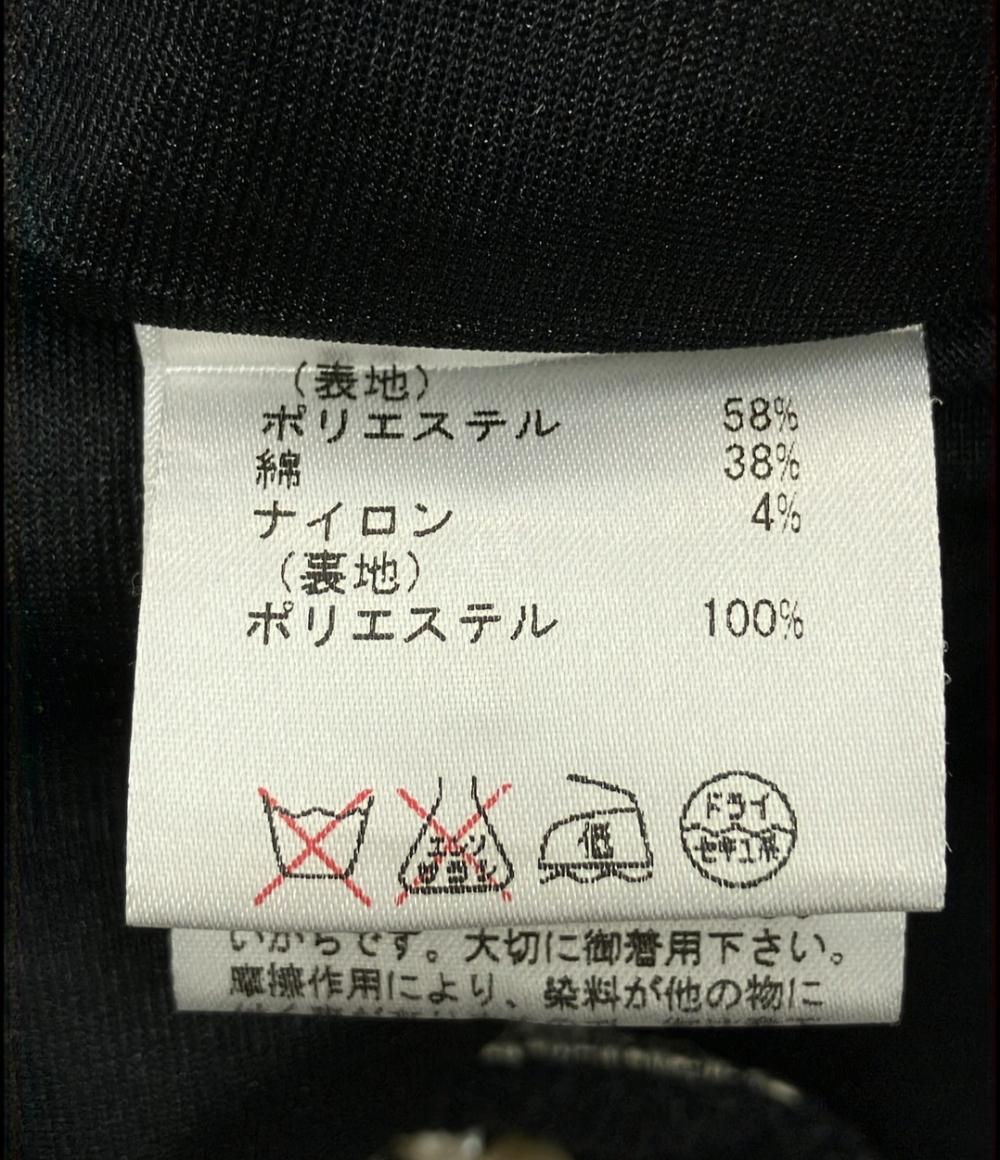 （表地）
ポリエステル 58%
綿 38%
ナイロン 4%
（裏地）
ポリエステル 100%
エンソ
サラシ
低
ドライ
セキユ系
です。大切に御着用下さい。
摩擦作用により、染料が他の物に